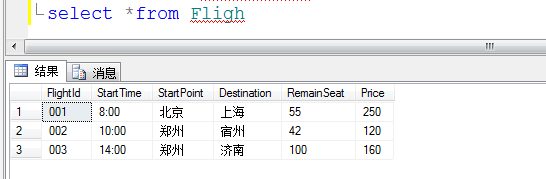 select *from Fligh
结果 消息
FlightId StartTime StartPoint Destination RemainSeat Price
1 001 8:00 北京 上海 55 250
2 002 10:00 郑州 宿州 42 120
3 003 14:00 郑州 济南 100 160